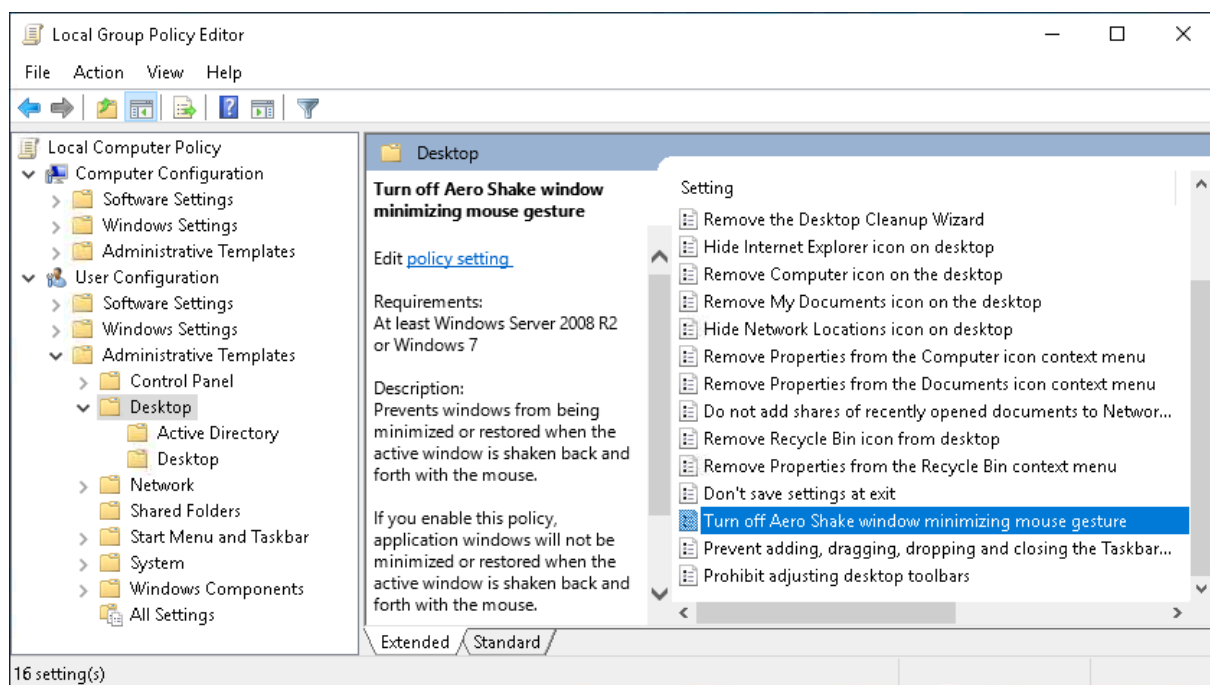 Local Group Policy Editor
File Action View Help
Local Computer Policy
Computer Configuration
Software Settings
Windows Settings
Administrative Templates
User Configuration
Software Settings
Windows Settings
Administrative Templates
Control Panel
Desktop
Active Directory
Desktop
Network
Shared Folders
Start Menu and Taskbar
System
Windows Components
All Settings
Desktop
Turn off Aero Shake window
minimizing mouse gesture
Edit policy setting
Requirements:
At least Windows Server 2008 R2
or Windows 7
Description:
Prevents windows from being
minimized or restored when the
active window is shaken back and
forth with the mouse.
If you enable this policy,
application windows will not be
minimized or restored when the
active window is shaken back and
forth with the mouse.
Setting
Remove the Desktop Cleanup Wizard
Hide Internet Explorer icon on desktop
Remove Computer icon on the desktop
Remove My Documents icon on the desktop
Hide Network Locations icon on desktop
Remove Properties from the Computer icon context menu
Remove Properties from the Documents icon context menu
Do not add shares of recently opened documents to Networ...
Remove Recycle Bin icon from desktop
Remove Properties from the Recycle Bin context menu
Don't save settings at exit
Turn off Aero Shake window minimizing mouse gesture
Prevent adding, dragging, dropping and closing the Taskbar...
Prohibit adjusting desktop toolbars
Extended Standard
16 setting(s)